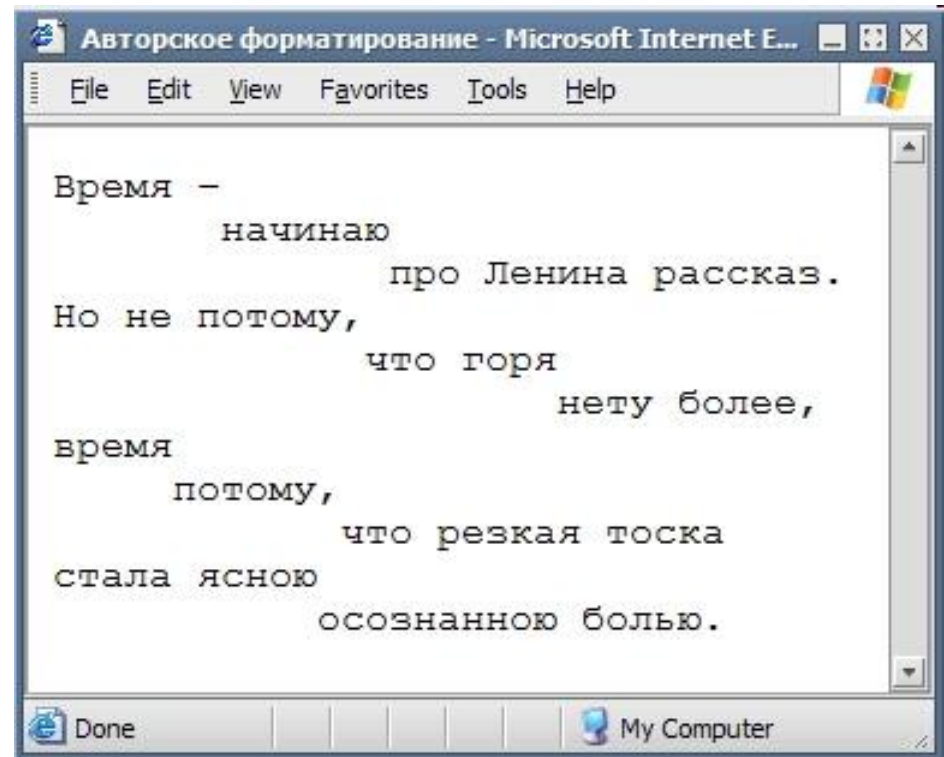 Авторское форматирование - Microsoft Internet E...
File Edit View Favorites Tools Help
Время –
начинаю
про Ленина рассказ.
Но не потому,
что горя
нету более,
время
потому,
что резкая тоска
стала ясною
осознанною болью.
Done My Computer